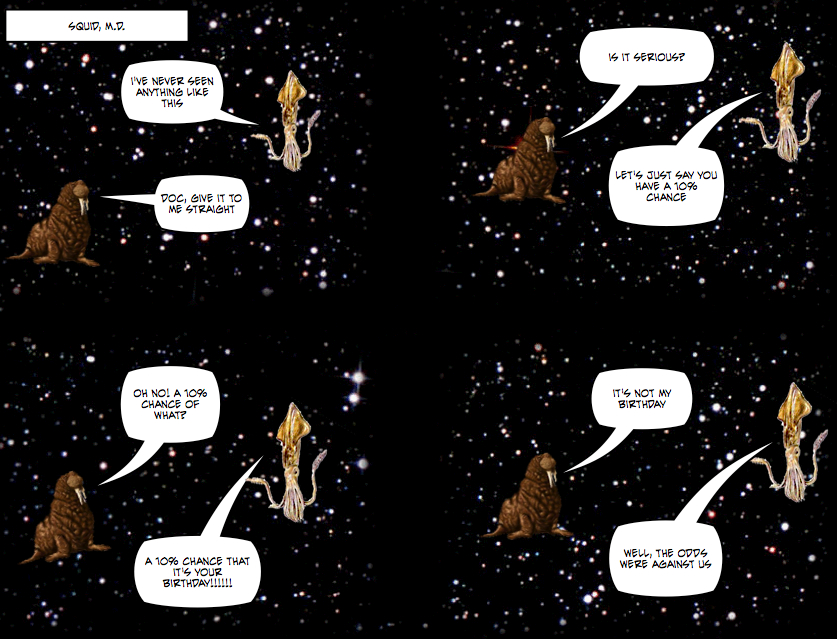 SQUID, M.D.
I'VE NEVER SEEN
ANYTHING LIKE
THIS
DOC, GIVE IT TO
ME STRAIGHT
IS IT SERIOUS?
LET'S JUST SAY YOU
HAVE A 10%
CHANCE
OH NO! A 10%
CHANCE OF
WHAT?
A 10% CHANCE THAT
IT'S YOUR
BIRTHDAY!!!!!!
IT'S NOT MY
BIRTHDAY
WELL, THE ODDS
WERE AGAINST US